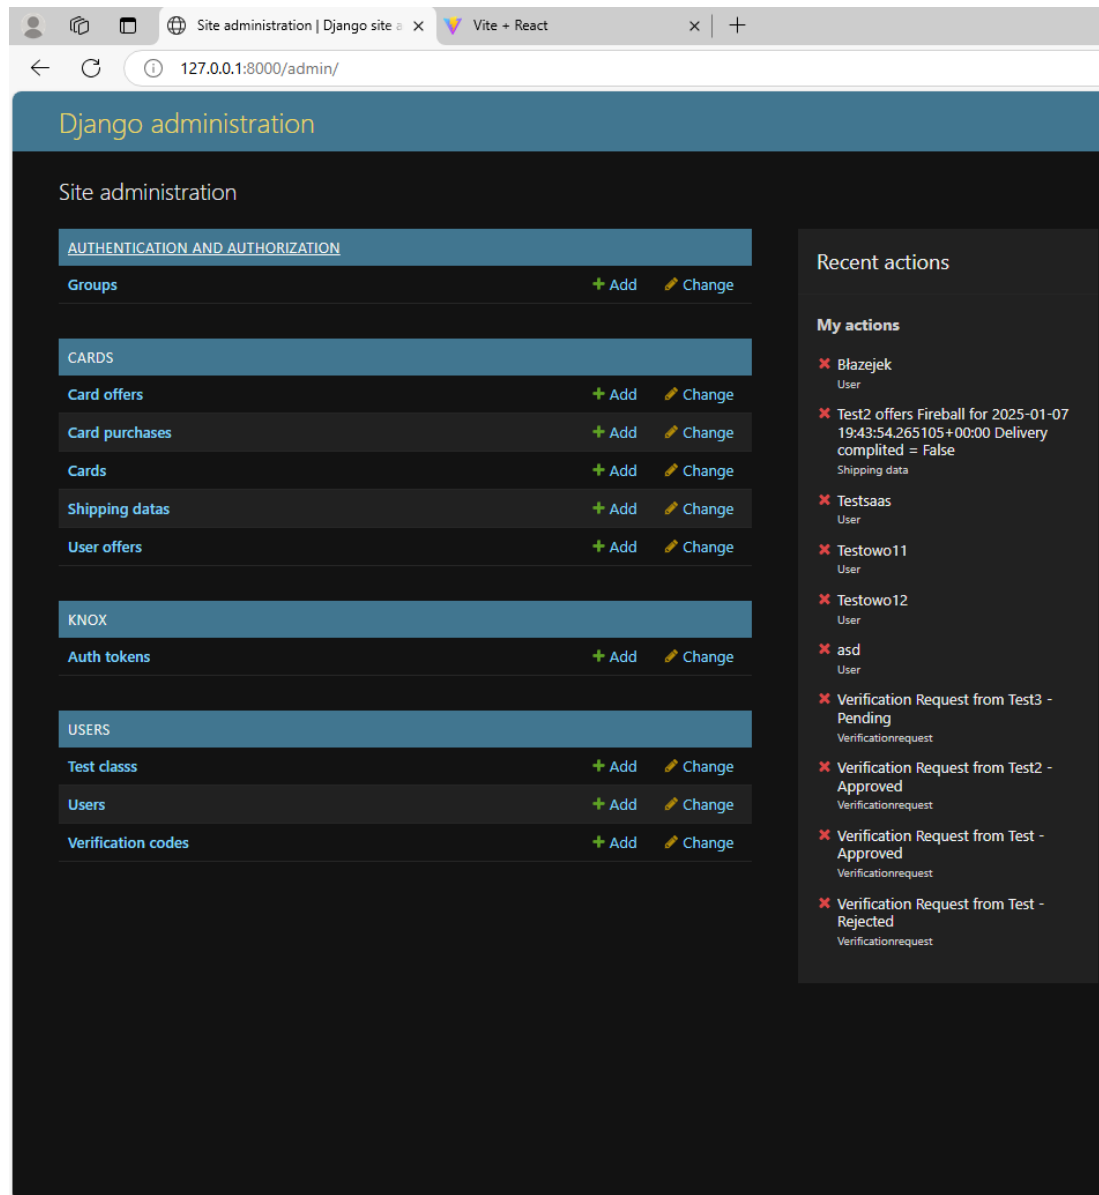 Site administration | Django site a
Vite + React
127.0.0.1:8000/admin/
Django administration
Site administration
AUTHENTICATION AND AUTHORIZATION
Groups Add Change
CARDS
Card offers Add Change
Card purchases Add Change
Cards Add Change
Shipping datas Add Change
User offers Add Change
KNOX
Auth tokens Add Change
USERS
Test classs Add Change
Users Add Change
Verification codes Add Change
Recent actions
My actions
Błazejek
User
Test2 offers Fireball for 2025-01-07
19:43:54.265105+00:00 Delivery
complited = False
Shipping data
Testsaas
User
Testowo11
User
Testowo12
User
asd
User
Verification Request from Test3 -
Pending
Verificationrequest
Verification Request from Test2 -
Approved
Verificationrequest
Verification Request from Test -
Approved
Verificationrequest
Verification Request from Test -
Rejected
Verificationrequest